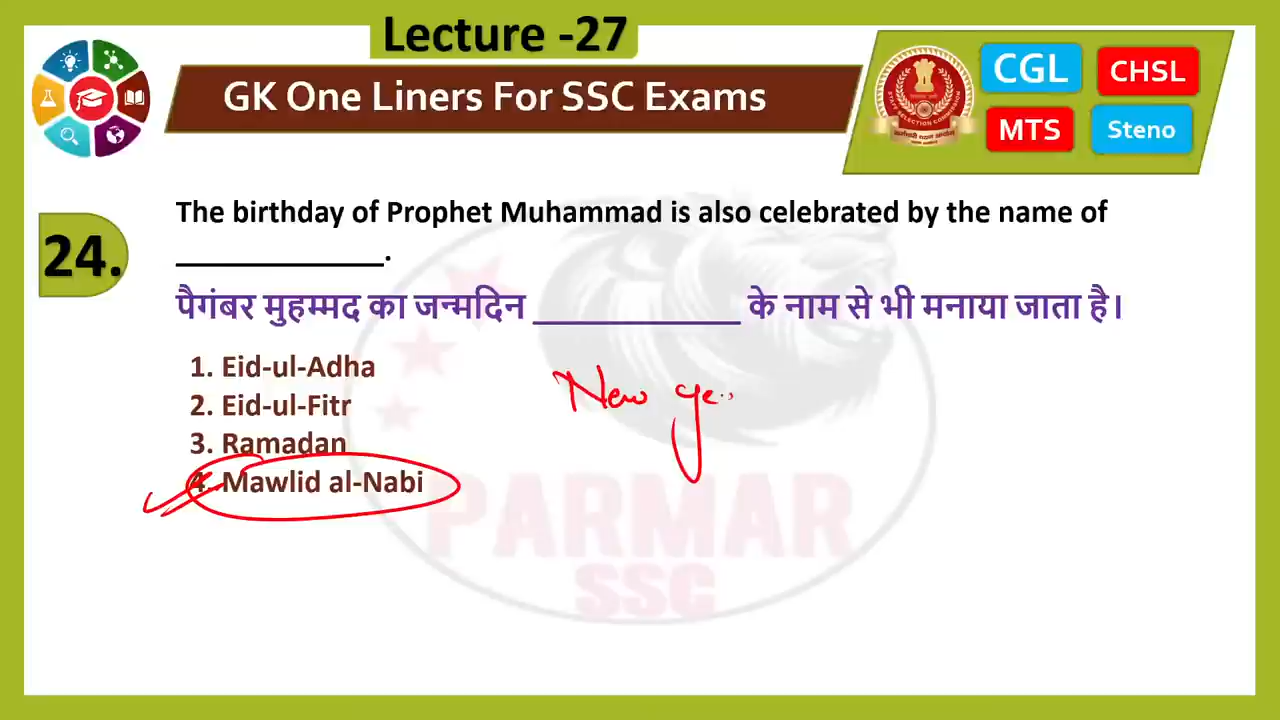 Lecture -27
GK One Liners For SSC Exams
CGL
CHSL
MTS
Steno
24.
The birthday of Prophet Muhammad is also celebrated by the name of
_____________.
पैगंबर मुहम्मद का जन्मदिन _____________ के नाम से भी मनाया जाता है।
1. Eid-ul-Adha
2. Eid-ul-Fitr
3. Ramadan
4. Mawlid al-Nabi
New
PARMAR
SSC